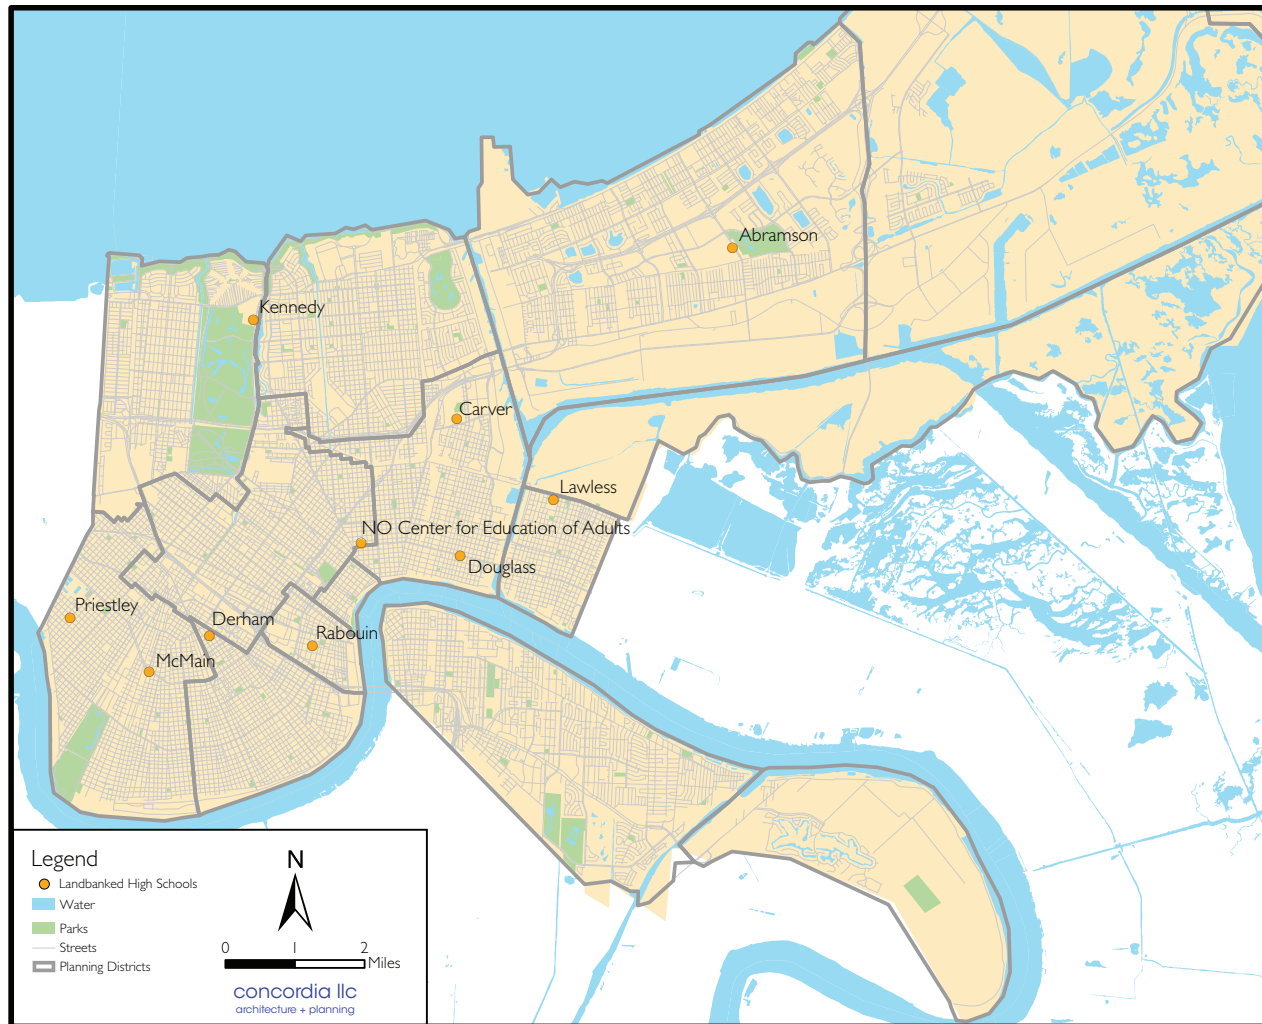 Abramson
Kennedy
Carver
Lawless
NO Center for Education of Adults
Douglass
Priestley
Derham
Rabouin
McMain
Legend
Landbanked High Schools
Water
Parks
Streets
Planning Districts
N
0 1 2
Miles
concordia llc
architecture + planning